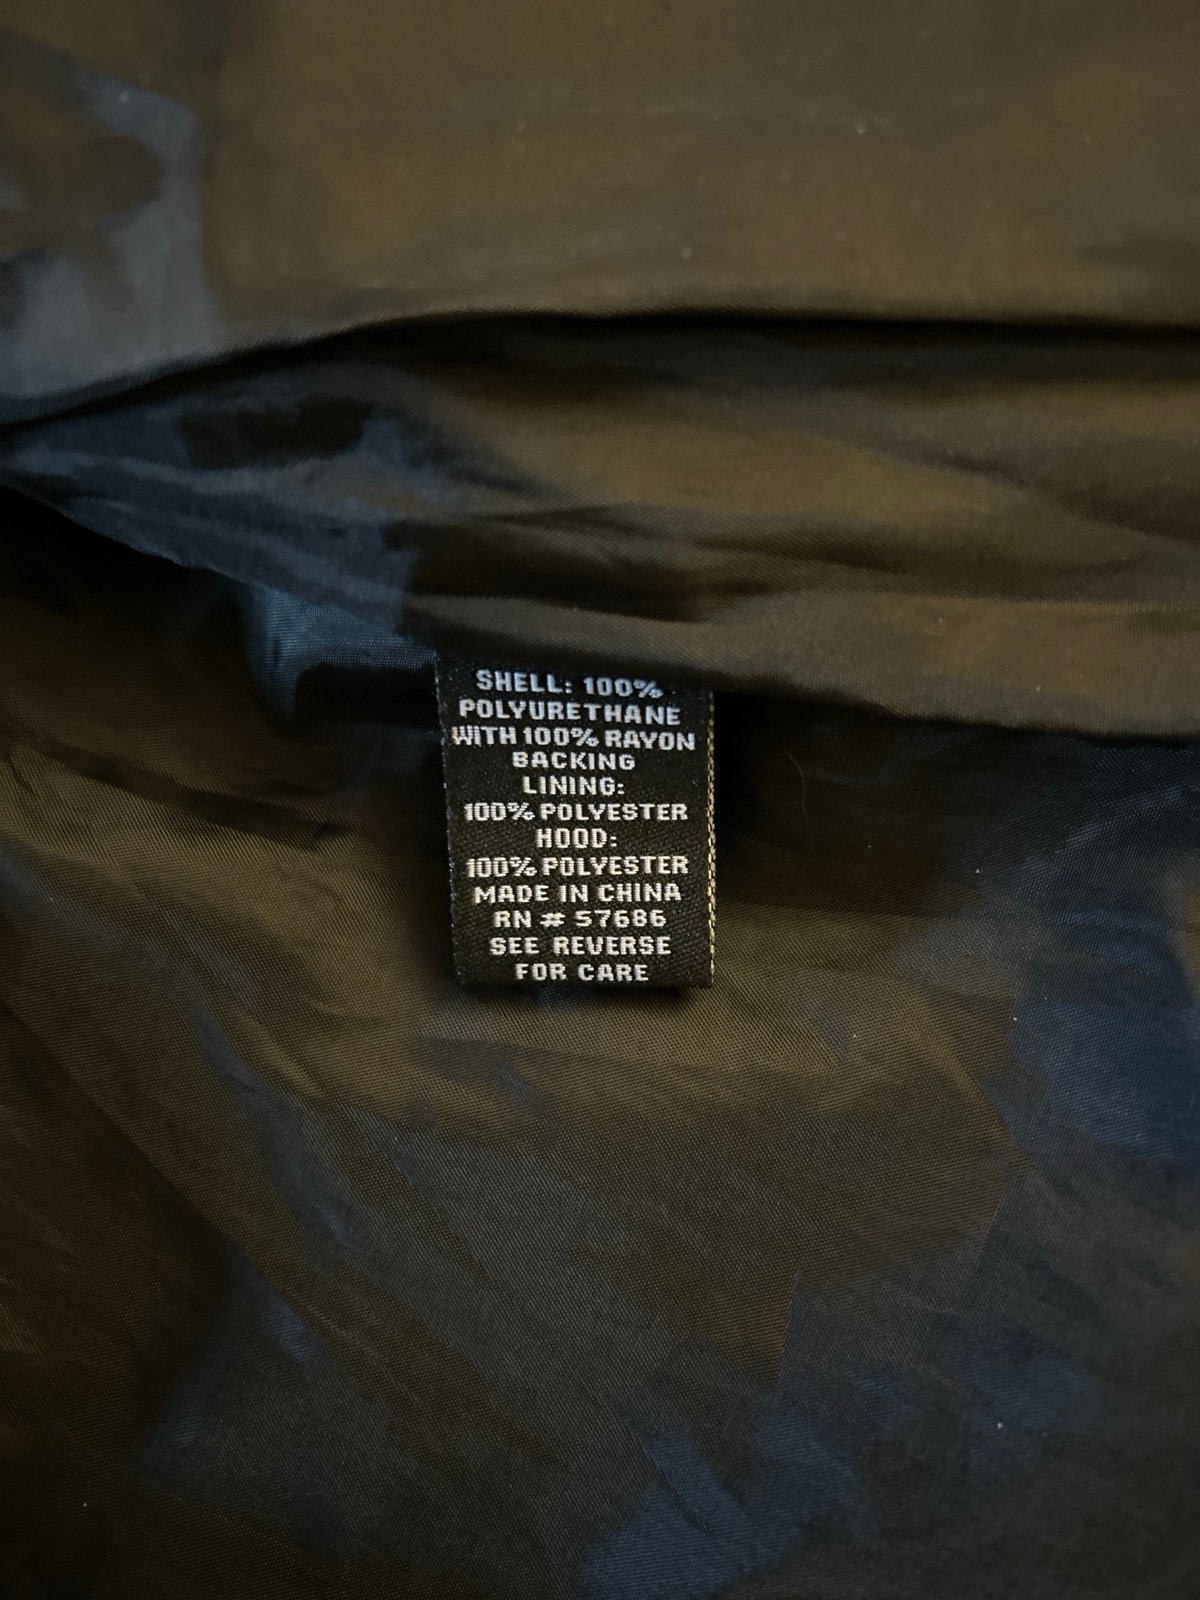 SHELL: 100%
POLYURETHANE
WITH 100% RAYON
BACKING
LINING:
100% POLYESTER
HOOD:
100% POLYESTER
MADE IN CHINA
RN # 57686
SEE REVERSE
FOR CARE